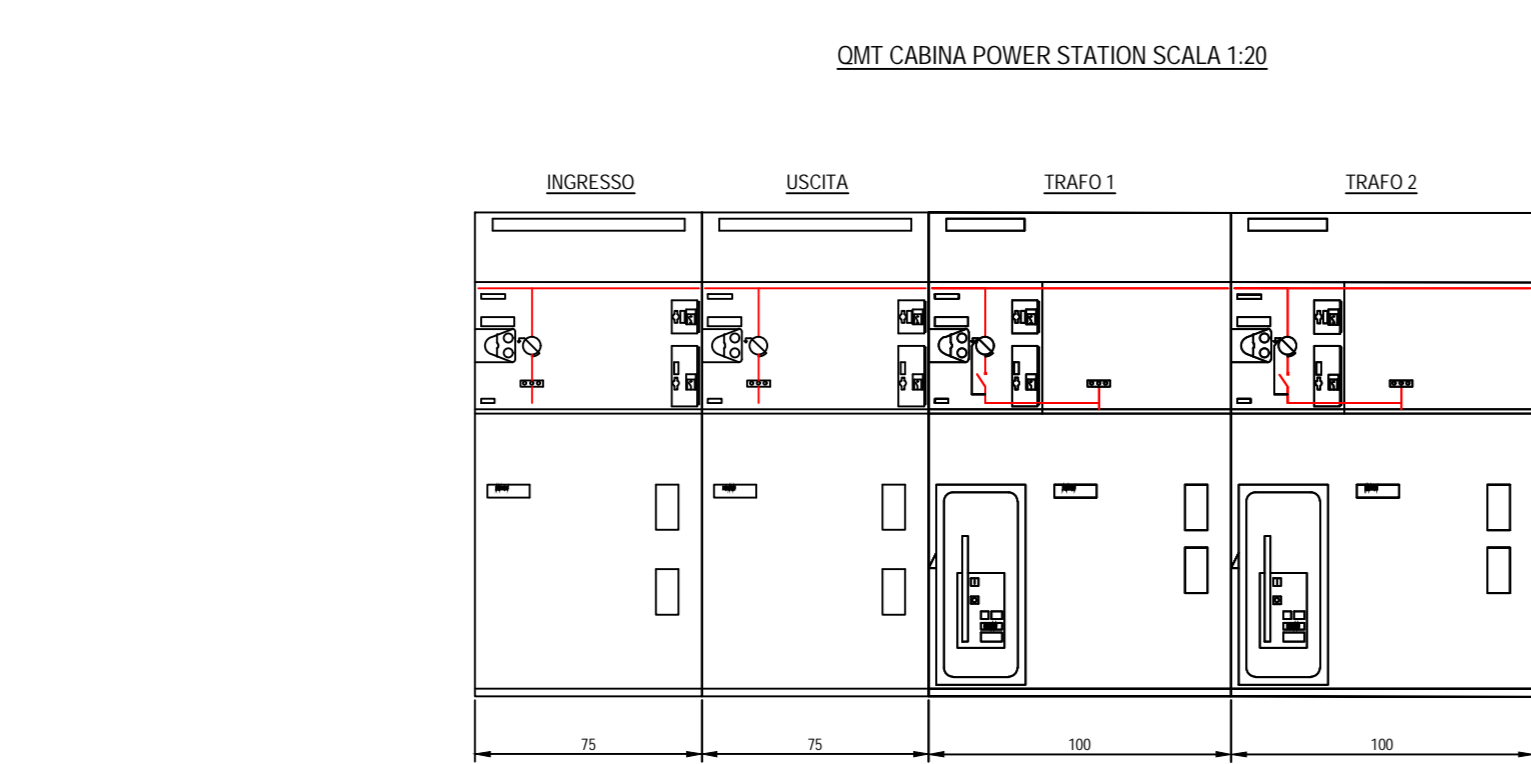 QMT CABINA POWER STATION SCALA 1:20
INGRESSO
USCITA
TRAFO 1
TRAFO 2
75
75
100
100